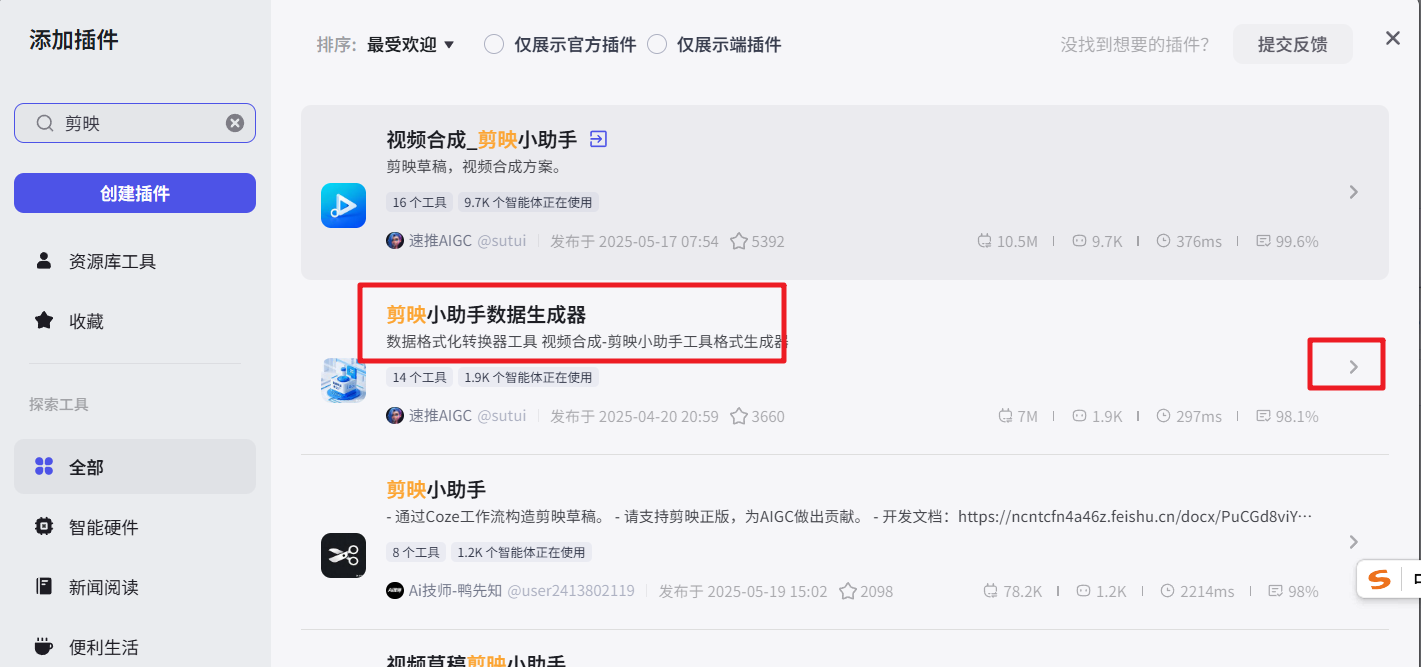 添加插件
剪映
创建插件
资源库工具
收藏
探索工具
全部
智能硬件
新闻阅读
便利生活
排序: 最受欢迎 仅展示官方插件 仅展示端插件 没找到想要的插件? 提交反馈
视频合成_剪映小助手
剪映草稿，视频合成方案。
16 个工具 9.7K 个智能体正在使用
速推AIGC @sutui 发布于 2025-05-17 07:54 5392 10.5M 9.7K 376ms 99.6%
剪映小助手数据生成器
数据格式化转换器工具 视频合成-剪映小助手工具格式生成器
14 个工具 1.9K 个智能体正在使用
速推AIGC @sutui 发布于 2025-04-20 20:59 3660 7M 1.9K 297ms 98.1%
剪映小助手
- 通过Coze工作流构造剪映草稿。 - 请支持剪映正版，为AIGC做出贡献。 - 开发文档：https://ncntcfn4a46z.feishu.cn/docx/PuCGd8viY···
8 个工具 1.2K 个智能体正在使用
Ai技师-鸭先知 @user2413802119 发布于 2025-05-19 15:02 2098 78.2K 1.2K 2214ms 98%
视频草稿剪映小助手